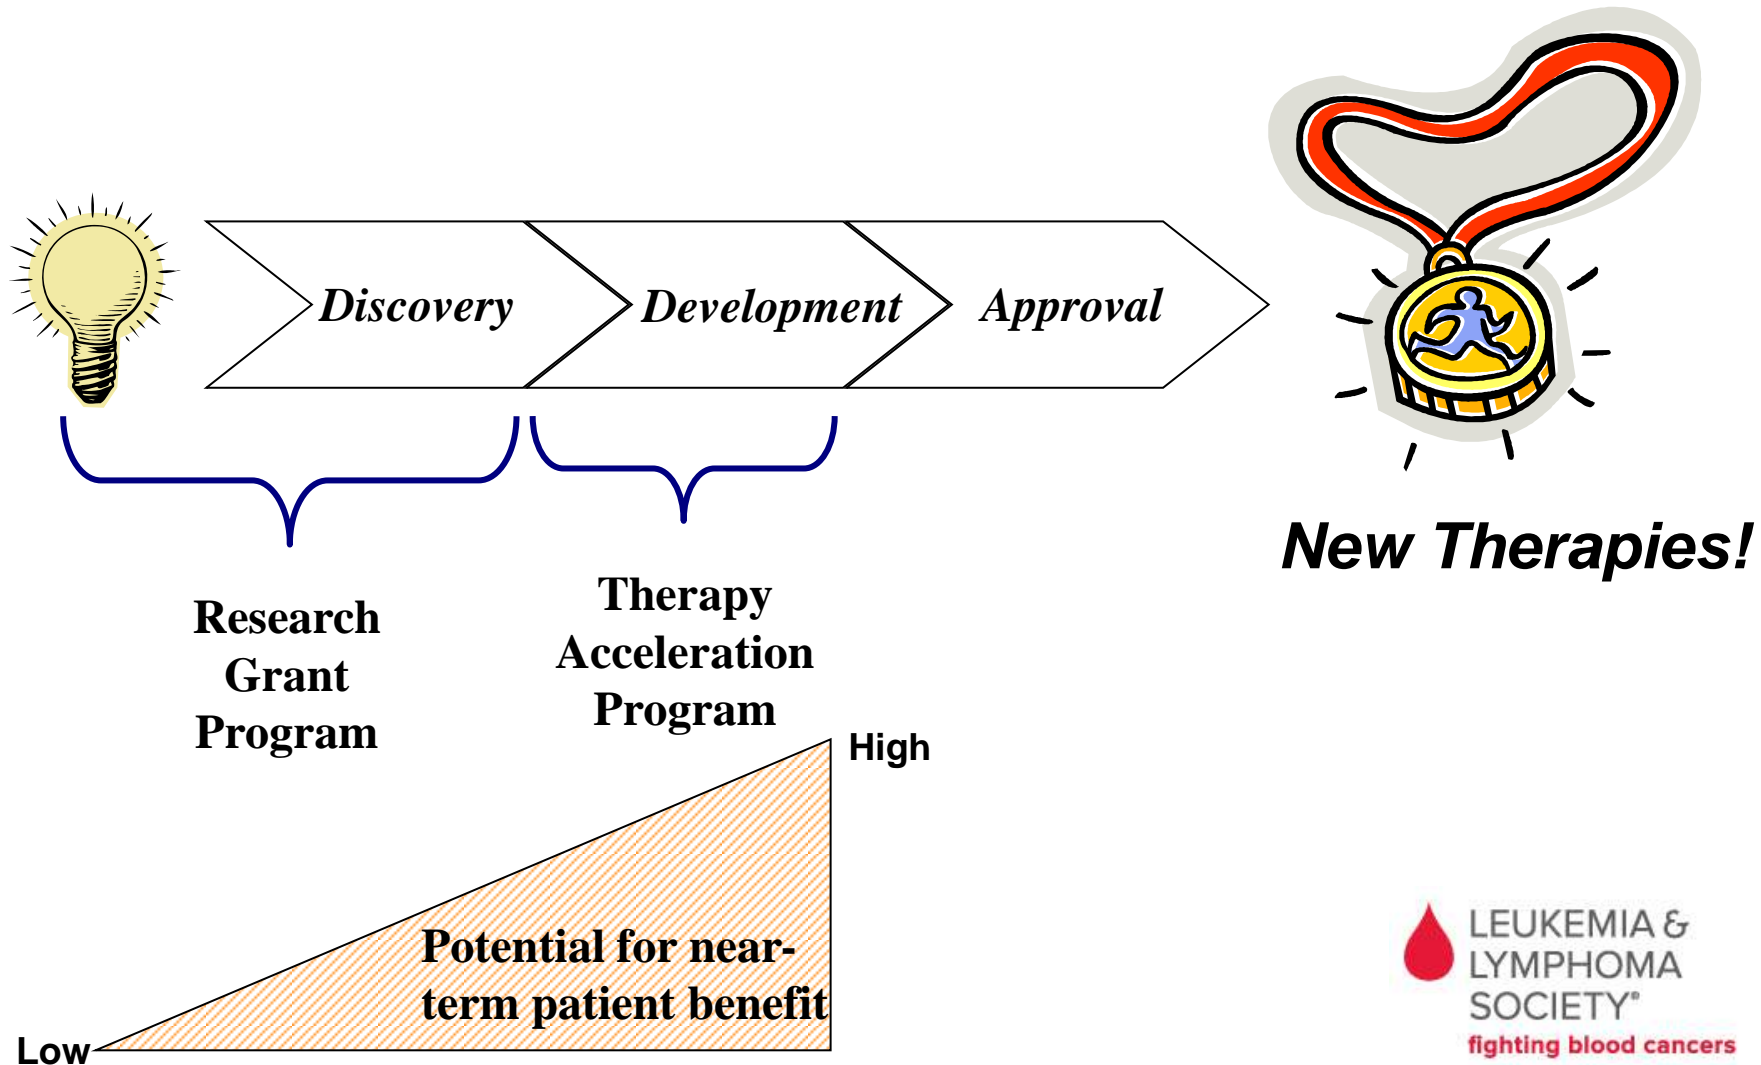 Discovery
Development
Approval
New Therapies!
Research
Grant
Program
Therapy
Acceleration
Program
High
Potential for near-
term patient benefit
Low
LEUKEMIA &
LYMPHOMA
SOCIETY®
fighting blood cancers